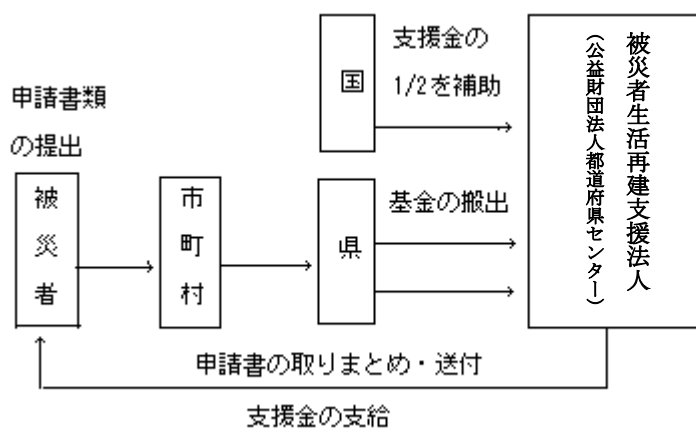 支援金の
1/2を補助
国
被災者生活再建支援法人
（公益財団法人都道府県センター）
申請書類
の提出
被災者
市町村
県
基金の搬出
申請書の取りまとめ・送付
支援金の支給